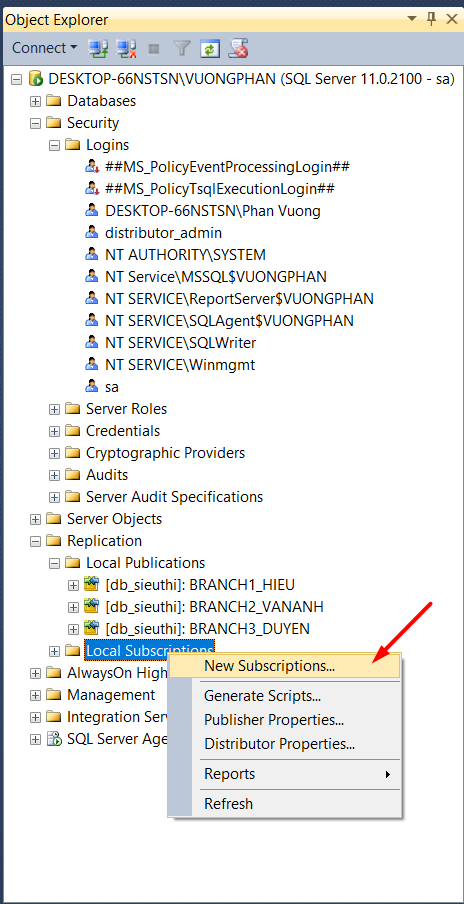 Object Explorer
Connect
DESKTOP-66NSTSN\VUONGPHAN (SQL Server 11.0.2100 - sa)
Databases
Security
Logins
##MS_PolicyEventProcessingLogin##
##MS_PolicyTsqlExecutionLogin##
DESKTOP-66NSTSN\Phan Vuong
distributor_admin
NT AUTHORITY\SYSTEM
NT Service\MSSQL$VUONGPHAN
NT SERVICE\ReportServer$VUONGPHAN
NT SERVICE\SQLAgent$VUONGPHAN
NT SERVICE\SQLWriter
NT SERVICE\Winmgmt
sa
Server Roles
Credentials
Cryptographic Providers
Audits
Server Audit Specifications
Server Objects
Replication
Local Publications
[db_sieuthi]: BRANCH1_HIEU
[db_sieuthi]: BRANCH2_VANANH
[db_sieuthi]: BRANCH3_DUYEN
Local Subscriptions
New Subscriptions...
AlwaysOn High
Generate Scripts...
Management
Publisher Properties...
Integration Serv
Distributor Properties...
SQL Server Age
Reports
Refresh